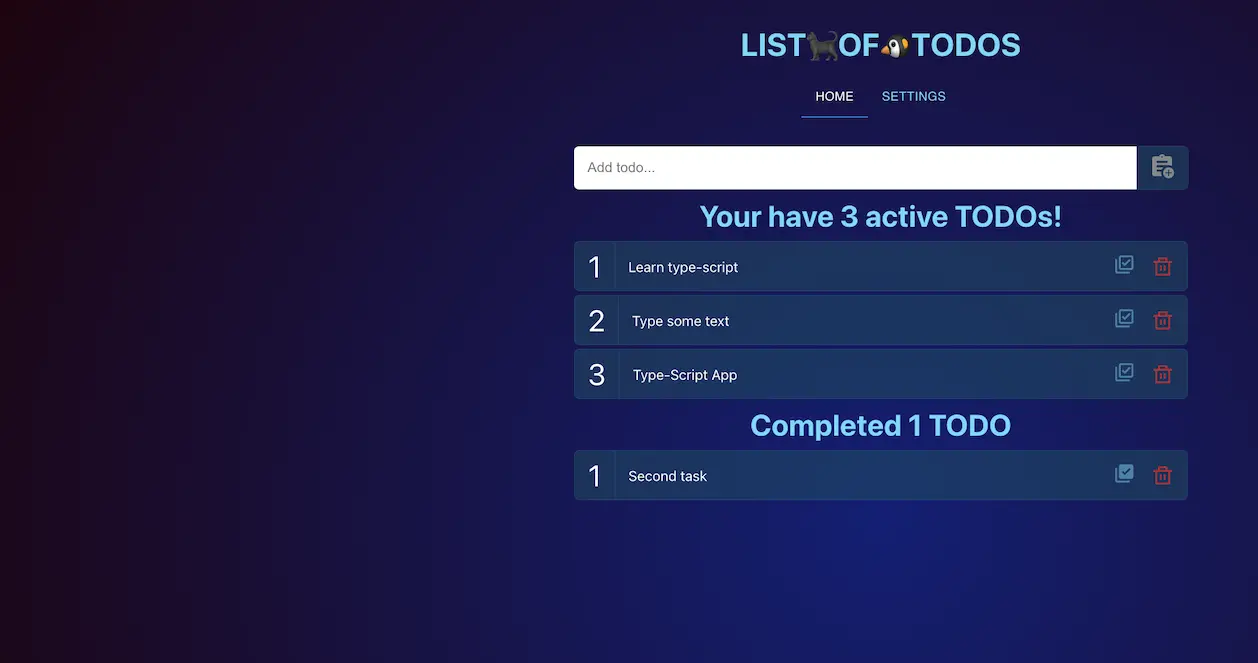 LIST🐈‍⬛OF🐧TODOS
HOME SETTINGS
Add todo...
Your have 3 active TODOs!
1 Learn type-script
2 Type some text
3 Type-Script App
Completed 1 TODO
1 Second task